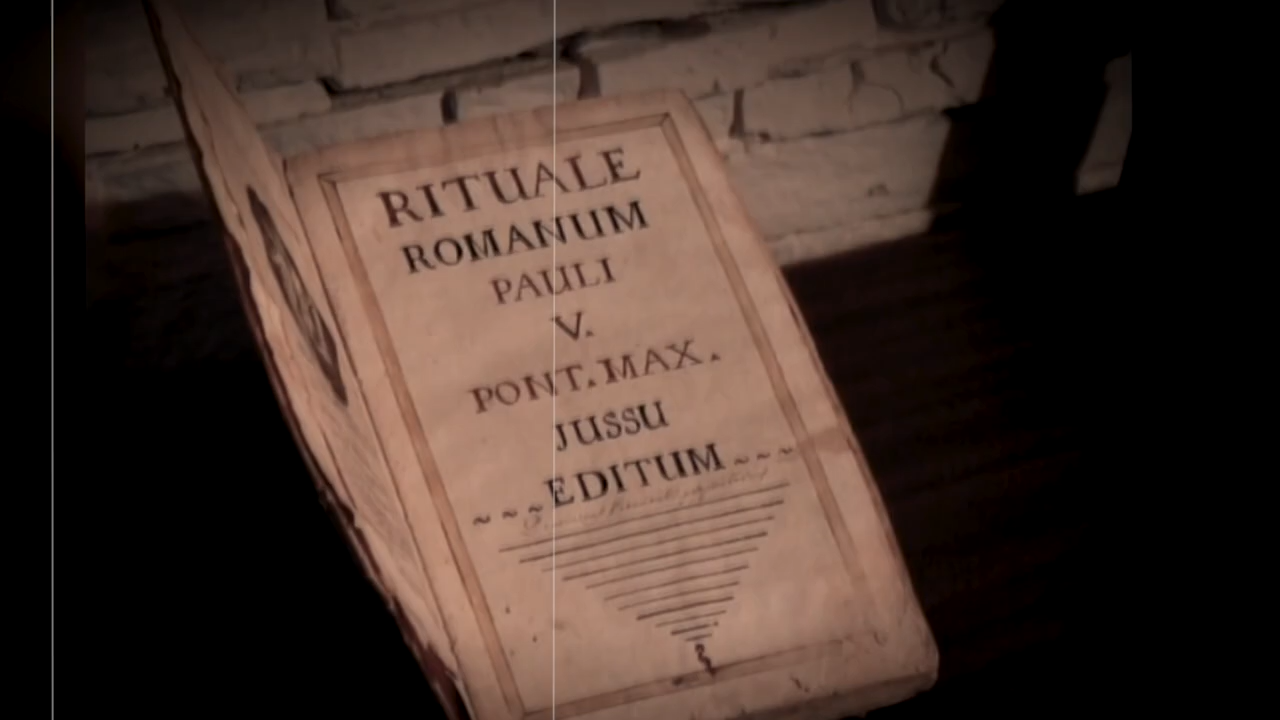 RITUALE
ROMANUM
PAULI
V.
PONT. MAX.
JUSSU
~~~EDITUM~~~